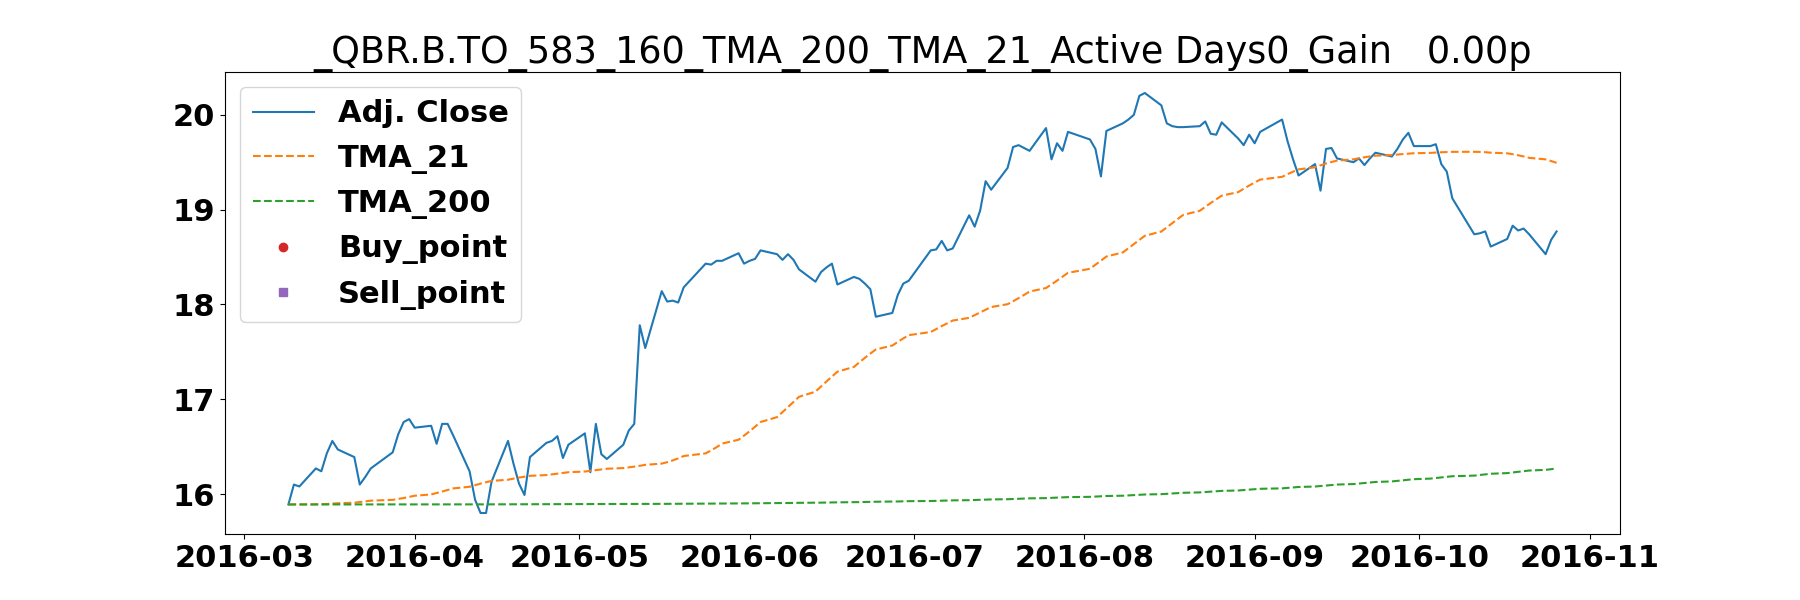 _QBR.B.TO_583_160_TMA_200_TMA_21_Active Days0_Gain   0.00p
Adj. Close
TMA_21
TMA_200
Buy_point
Sell_point
20
19
18
17
16
2016-03 2016-04 2016-05 2016-06 2016-07 2016-08 2016-09 2016-10 2016-11